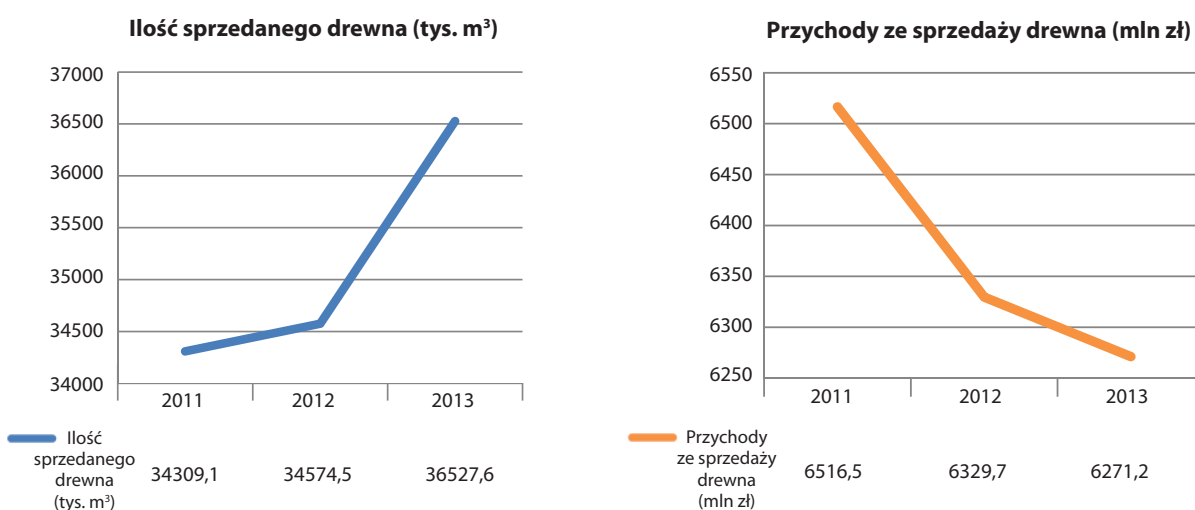 Ilość sprzedanego drewna (tys. m³)
37000
36500
36000
35500
35000
34500
34000
2011 2012 2013
Ilość
sprzedanego
drewna
(tys. m³)
34309,1 34574,5 36527,6
Przychody ze sprzedaży drewna (mln zł)
6550
6500
6450
6400
6350
6300
6250
2011 2012 2013
Przychody
ze sprzedaży
drewna
(mln zł)
6516,5 6329,7 6271,2